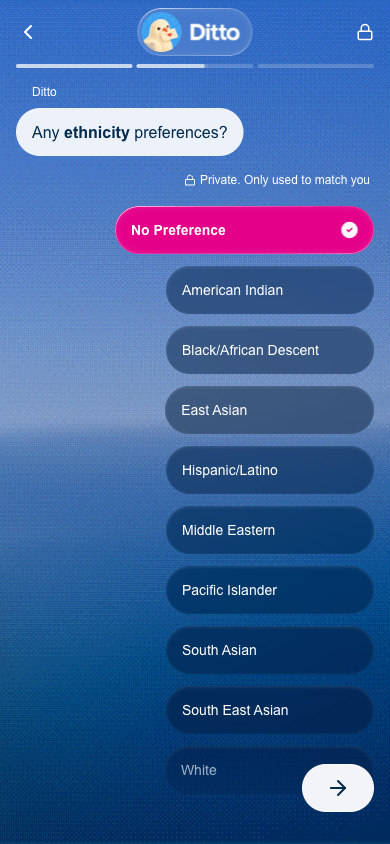 Ditto
Ditto
Any ethnicity preferences?
Private. Only used to match you
No Preference
American Indian
Black/African Descent
East Asian
Hispanic/Latino
Middle Eastern
Pacific Islander
South Asian
South East Asian
White